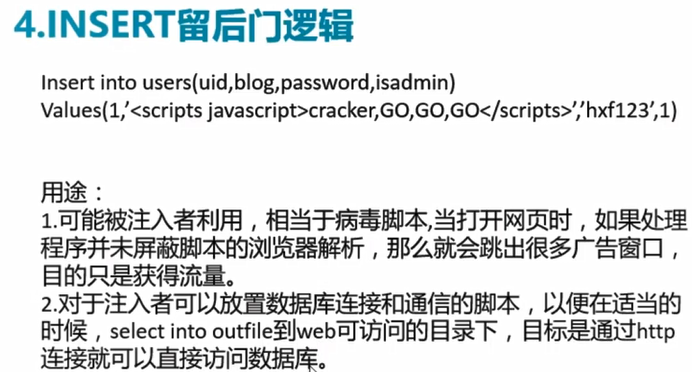 4.INSERT留后门逻辑
Insert into users(uid,blog,password,isadmin)
Values(1,’<scripts javascript>cracker,GO,GO,GO</scripts>’,’hxf123’,1)
用途：
1.可能被注入者利用，相当于病毒脚本,当打开网页时，如果处理
程序并未屏蔽脚本的浏览器解析，那么就会跳出很多广告窗口，
目的只是获得流量。
2.对于注入者可以放置数据库连接和通信的脚本，以便在适当的
时候，select into outfile到web可访问的目录下，目标是通过http
连接就可以直接访问数据库。